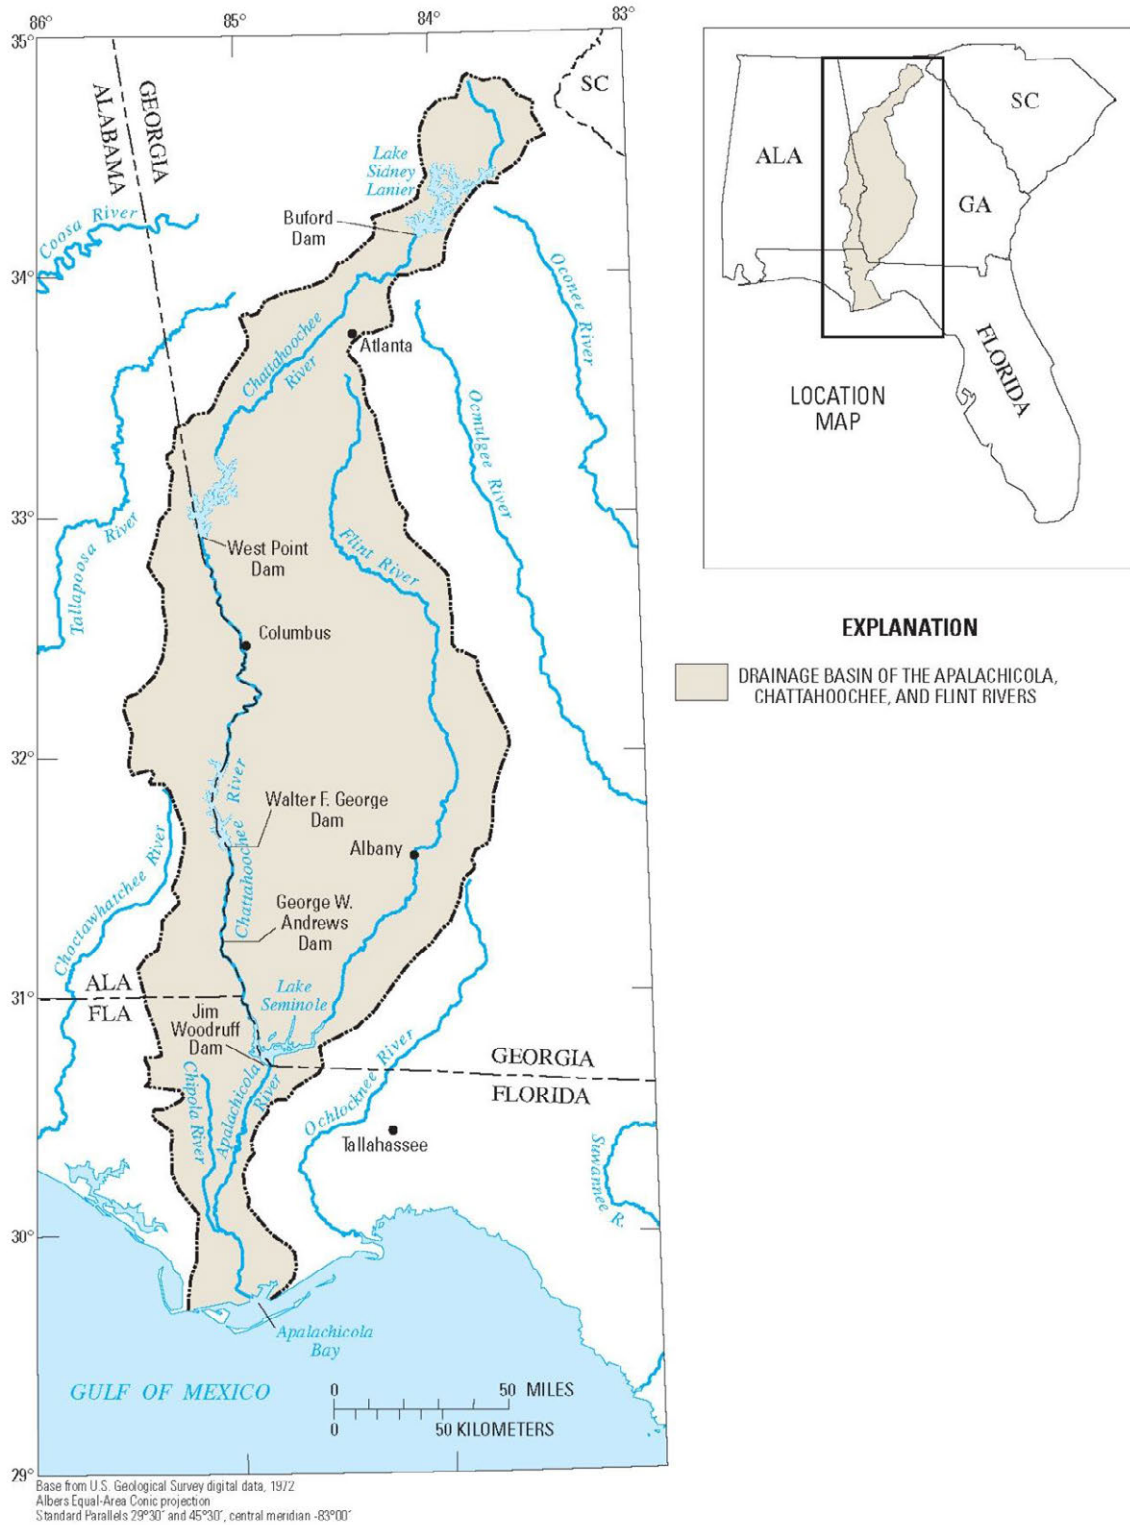 86°
85°
84°
83°
35°
34°
33°
32°
31°
30°
29°
GEORGIA
ALABAMA
SC
Lake
Sidney
Lanier
Buford
Dam
Coosa River
Oconee River
Chattahoochee
River
Atlanta
Ocmulgee River
Tallapoosa River
West Point
Dam
Flint River
Columbus
Chattahoochee River
Walter F. George
Dam
Albany
Choctawhatchee River
George W.
Andrews
Dam
ALA
FLA
Lake
Seminole
Jim
Woodruff
Dam
GEORGIA
FLORIDA
Chipola River
Apalachicola
River
Ochlocknee River
Tallahassee
Suwannee R.
Apalachicola
Bay
GULF OF MEXICO
0 50 MILES
0 50 KILOMETERS
Base from U.S. Geological Survey digital data, 1972
Albers Equal-Area Conic projection
Standard Parallels 29°30´ and 45°30´, central meridian -83°00´
ALA
SC
GA
FLORIDA
LOCATION
MAP
EXPLANATION
DRAINAGE BASIN OF THE APALACHICOLA,
CHATTAHOOCHEE, AND FLINT RIVERS